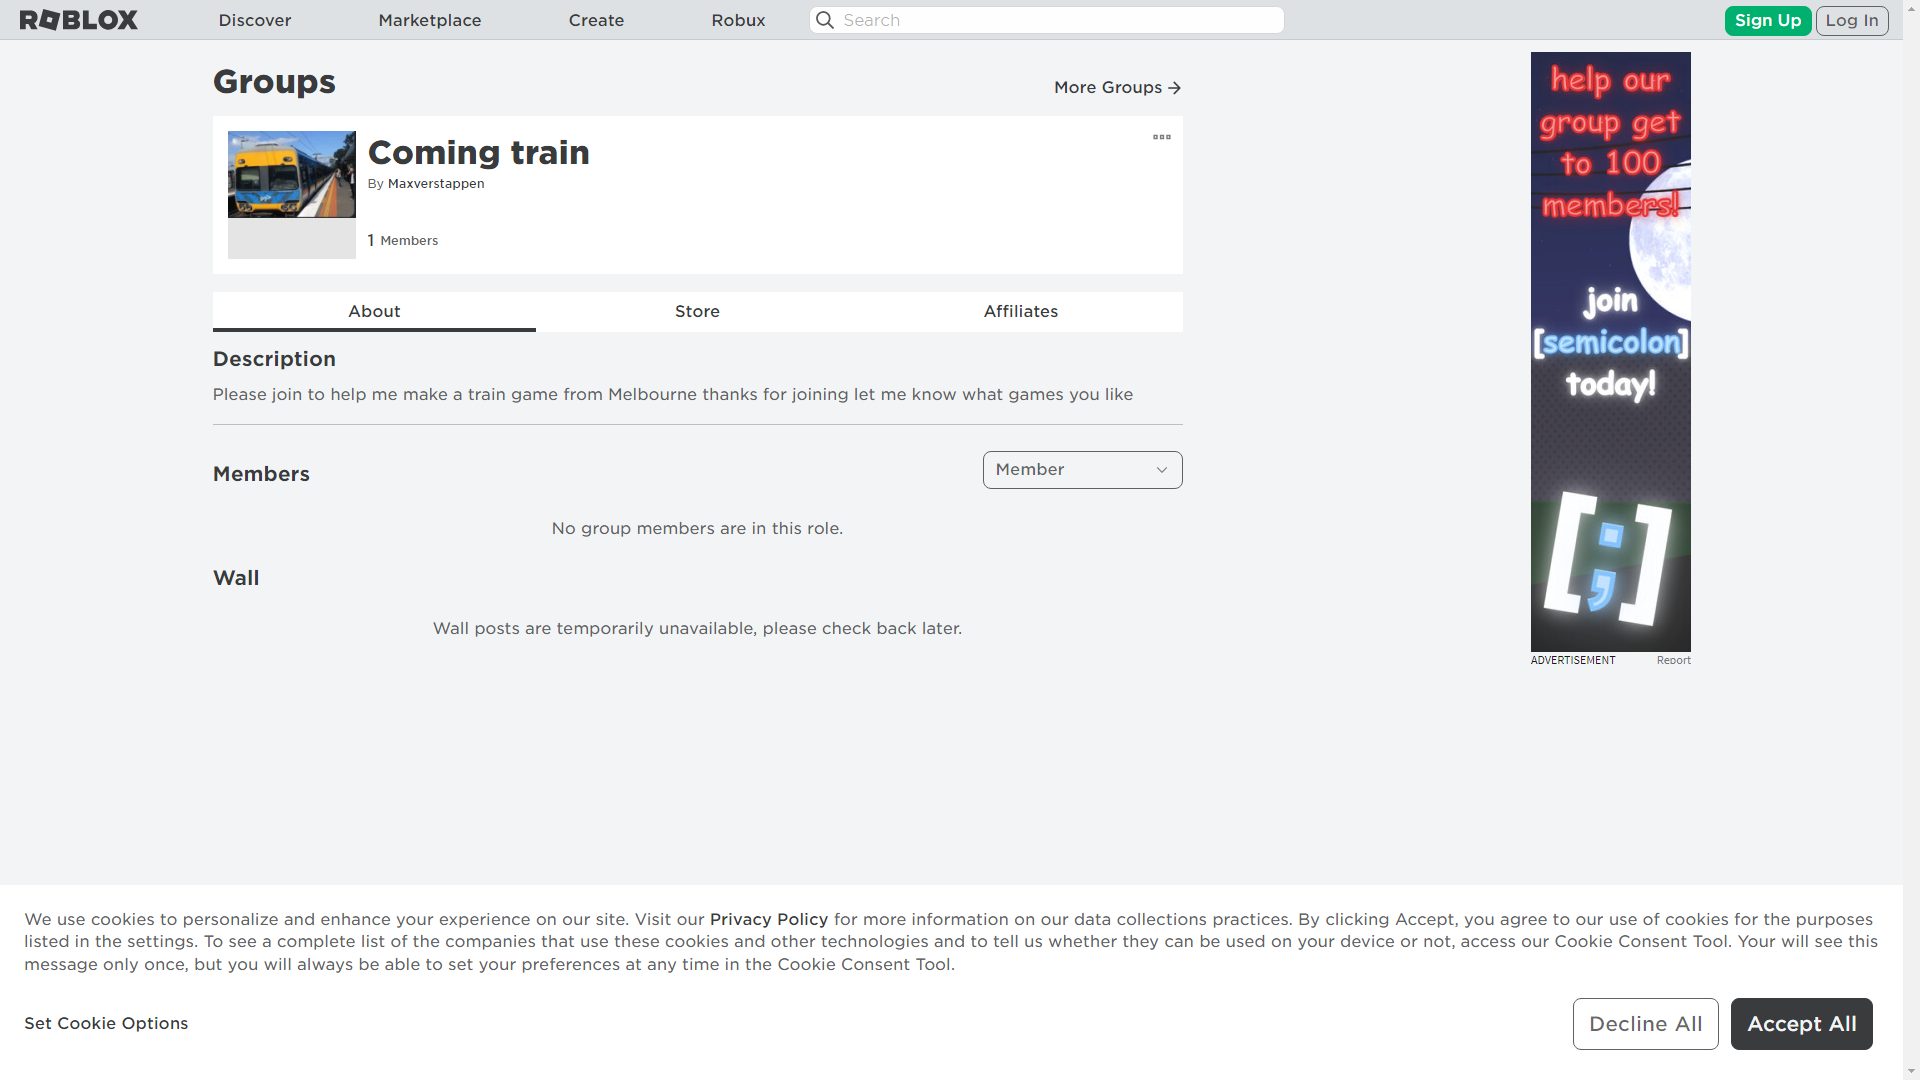 ROBLOX
Discover
Marketplace
Create
Robux
Search
Sign Up
Log In
Groups
More Groups
Coming train
By Maxverstappen
1 Members
About
Store
Affiliates
Description
Please join to help me make a train game from Melbourne thanks for joining let me know what games you like
Members
Member
No group members are in this role.
Wall
Wall posts are temporarily unavailable, please check back later.
help our
group get
to 100
members!
join
[semicolon]
today!
[;]
ADVERTISEMENT
Report
We use cookies to personalize and enhance your experience on our site. Visit our Privacy Policy for more information on our data collections practices. By clicking Accept, you agree to our use of cookies for the purposes
listed in the settings. To see a complete list of the companies that use these cookies and other technologies and to tell us whether they can be used on your device or not, access our Cookie Consent Tool. Your will see this
message only once, but you will always be able to set your preferences at any time in the Cookie Consent Tool.
Set Cookie Options
Decline All
Accept All